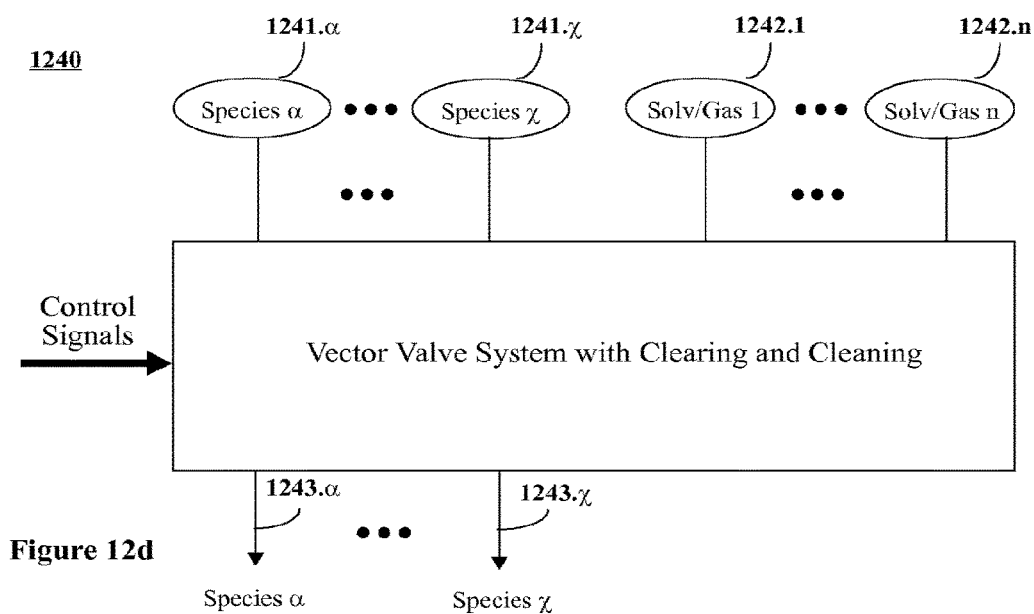 1240
1241.α
1241.χ
1242.1
1242.n
Species α
Species χ
Solv/Gas 1
Solv/Gas n
Control
Signals
Vector Valve System with Clearing and Cleaning
1243.α
1243.χ
Figure 12d
Species α
Species χ